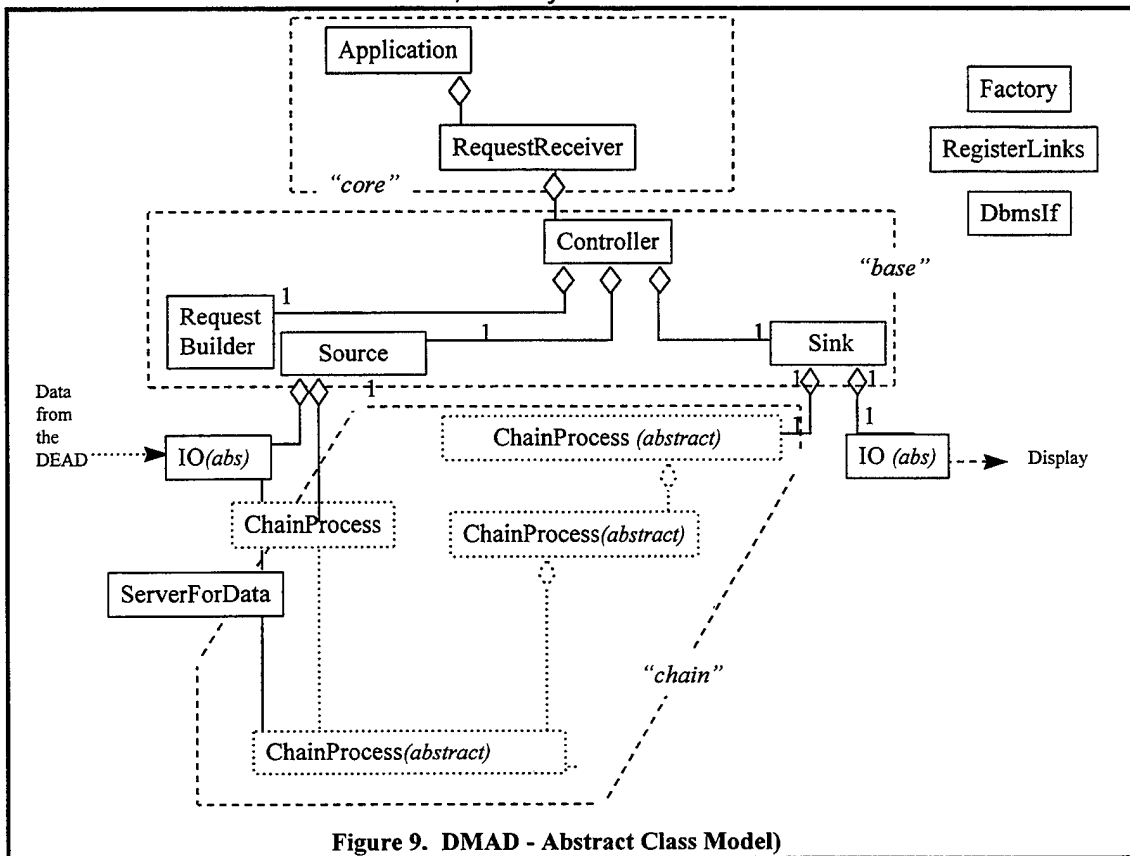 Application
Factory
RequestReceiver
RegisterLinks
“core”
DbmsIf
Controller
“base”
1
Request
Builder
1
Source
1
Sink
1
1
1
Data
from
the
DEAD
IO(abs)
ChainProcess (abstract)
1
1
IO (abs)
Display
ChainProcess
ChainProcess(abstract)
ServerForData
“chain”
ChainProcess(abstract)
Figure 9. DMAD - Abstract Class Model)